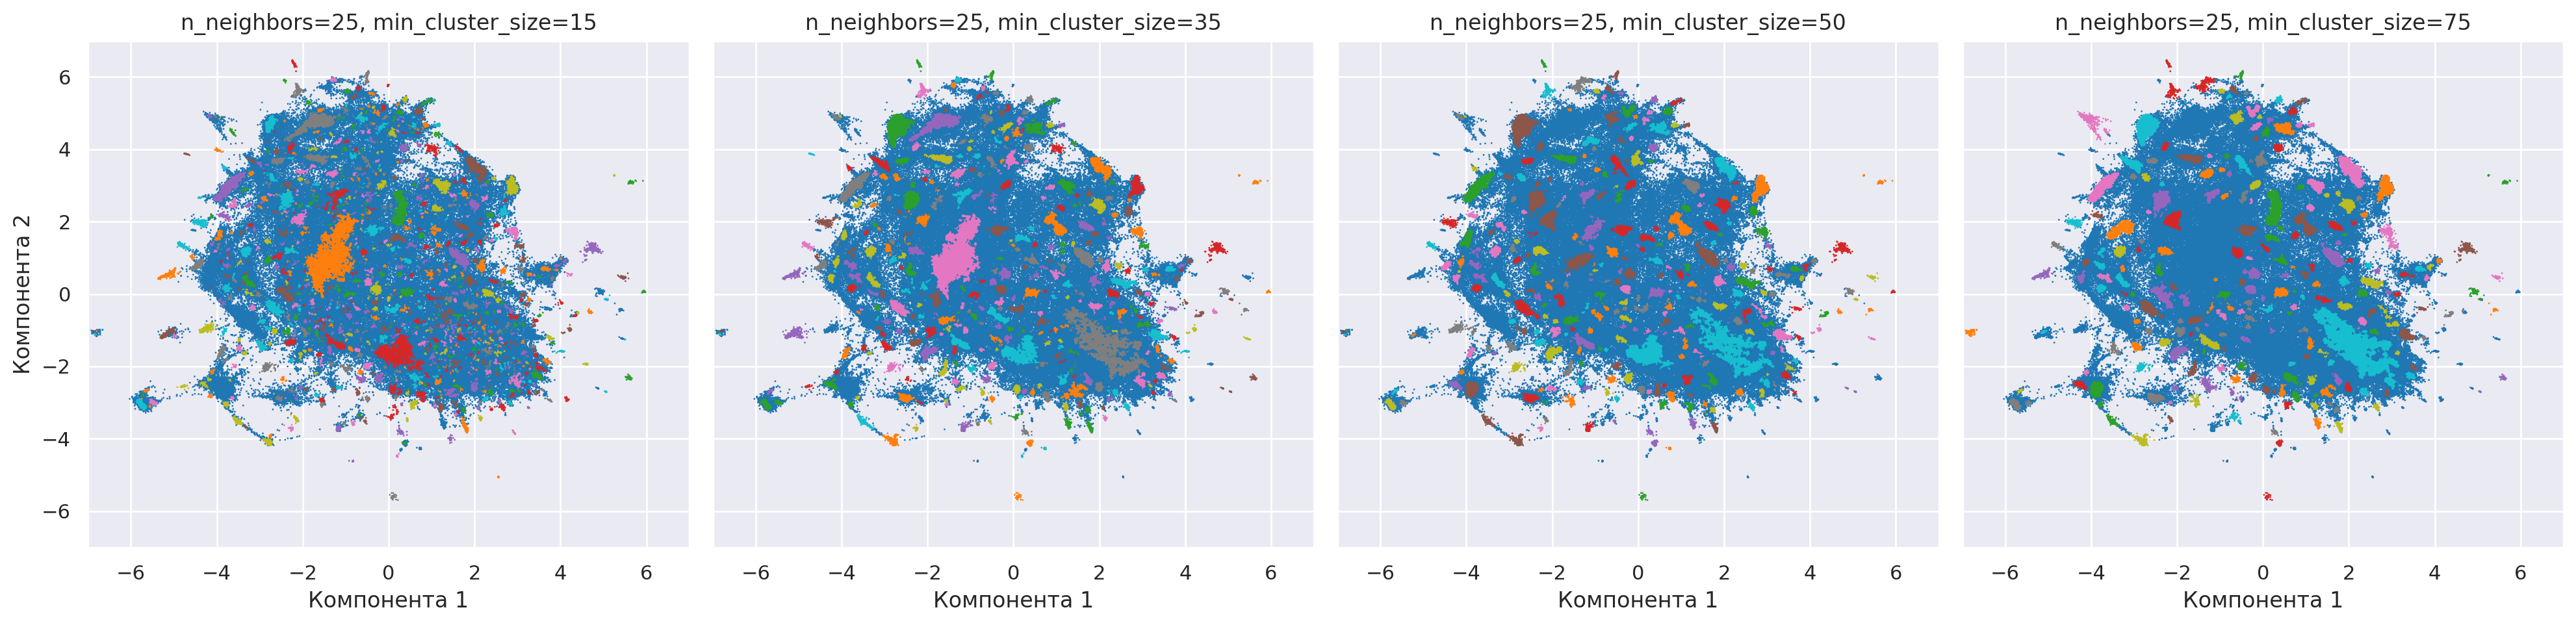 n_neighbors=25, min_cluster_size=15
n_neighbors=25, min_cluster_size=35
n_neighbors=25, min_cluster_size=50
n_neighbors=25, min_cluster_size=75
Компонента 2
6
4
2
0
−2
−4
−6
−6 −4 −2 0 2 4 6
−6 −4 −2 0 2 4 6
−6 −4 −2 0 2 4 6
−6 −4 −2 0 2 4 6
Компонента 1
Компонента 1
Компонента 1
Компонента 1